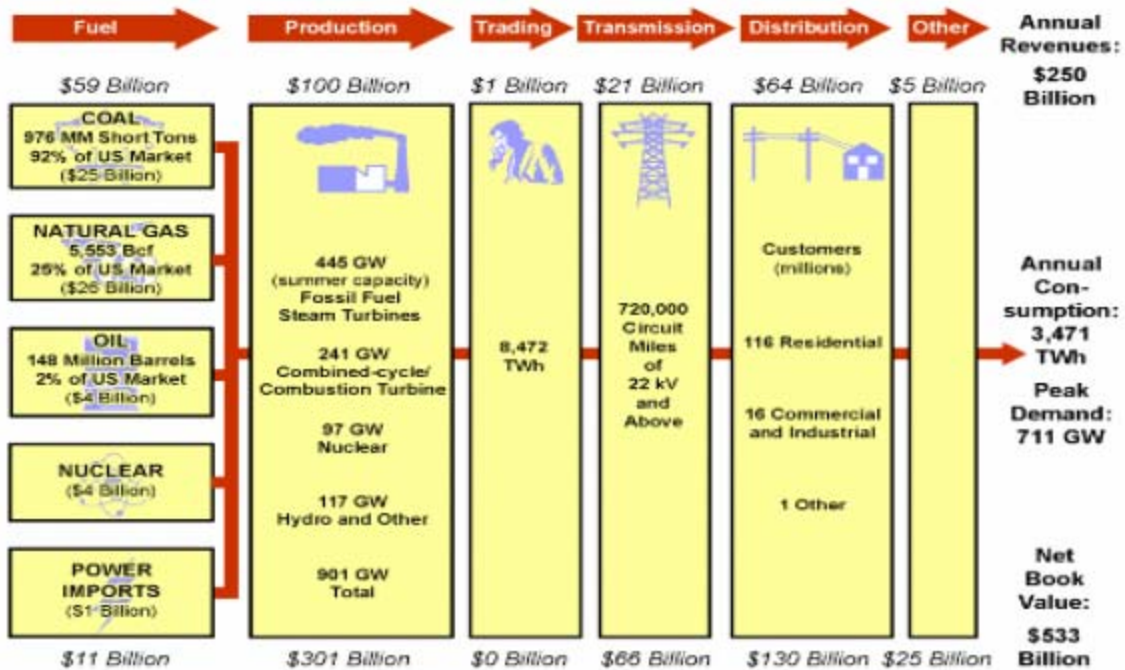 Fuel
Production
Trading
Transmission
Distribution
Other
Annual
Revenues:
$250
Billion
$59 Billion
$100 Billion
$1 Billion
$21 Billion
$64 Billion
$5 Billion
COAL
976 MM Short Tons
92% of US Market
($25 Billion)
NATURAL GAS
5,553 Bcf
25% of US Market
($26 Billion)
OIL
148 Million Barrels
2% of US Market
($4 Billion)
NUCLEAR
($4 Billion)
POWER
IMPORTS
($1 Billion)
445 GW
(summer capacity)
Fossil Fuel
Steam Turbines
241 GW
Combined-cycle/
Combustion Turbine
97 GW
Nuclear
117 GW
Hydro and Other
901 GW
Total
8,472
TWh
720,000
Circuit
Miles
of
22 kV
and
Above
Customers
(millions)
116 Residential
16 Commercial
and Industrial
1 Other
Annual
Con-
sumption:
3,471
TWh
Peak
Demand:
711 GW
Net
Book
Value:
$533
Billion
$11 Billion
$301 Billion
$0 Billion
$66 Billion
$130 Billion
$25 Billion